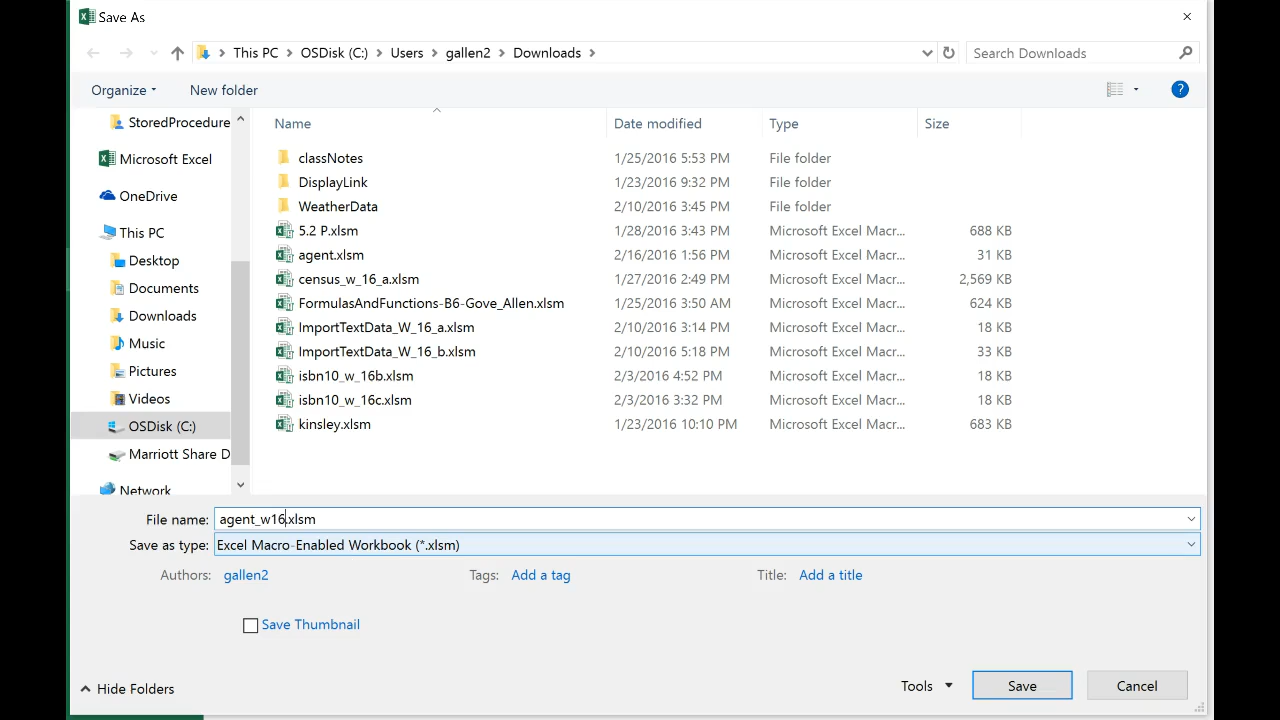 Save As
This PC > OSDisk (C:) > Users > gallen2 > Downloads >
Search Downloads
Organize
New folder
Name Date modified Type Size
StoredProcedure
Microsoft Excel
OneDrive
This PC
Desktop
Documents
Downloads
Music
Pictures
Videos
OSDisk (C:)
Marriott Share D
Network
classNotes 1/25/2016 5:53 PM File folder
DisplayLink 1/23/2016 9:32 PM File folder
WeatherData 2/10/2016 3:45 PM File folder
5.2 P.xlsm 1/28/2016 3:43 PM Microsoft Excel Macr... 688 KB
agent.xlsm 2/16/2016 1:56 PM Microsoft Excel Macr... 31 KB
census_w_16_a.xlsm 1/27/2016 2:49 PM Microsoft Excel Macr... 2,569 KB
FormulasAndFunctions-B6-Gove_Allen.xlsm 1/25/2016 3:50 AM Microsoft Excel Macr... 624 KB
ImportTextData_W_16_a.xlsm 2/10/2016 3:14 PM Microsoft Excel Macr... 18 KB
ImportTextData_W_16_b.xlsm 2/10/2016 5:18 PM Microsoft Excel Macr... 33 KB
isbn10_w_16b.xlsm 2/3/2016 4:52 PM Microsoft Excel Macr... 18 KB
isbn10_w_16c.xlsm 2/3/2016 3:32 PM Microsoft Excel Macr... 18 KB
kinsley.xlsm 1/23/2016 10:10 PM Microsoft Excel Macr... 683 KB
File name: agent_w16.xlsm
Save as type: Excel Macro-Enabled Workbook (*.xlsm)
Authors: gallen2 Tags: Add a tag Title: Add a title
Save Thumbnail
Hide Folders
Tools
Save
Cancel